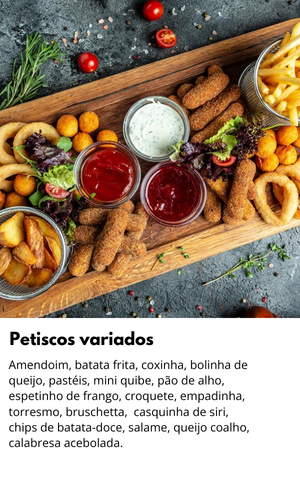 Petiscos variados
Amendoim, batata frita, coxinha, bolinha de
queijo, pastéis, mini quibe, pão de alho,
espetinho de frango, croquete, empadinha,
torresmo, bruschetta,  casquinha de siri,
chips de batata-doce, salame, queijo coalho,
calabresa acebolada.